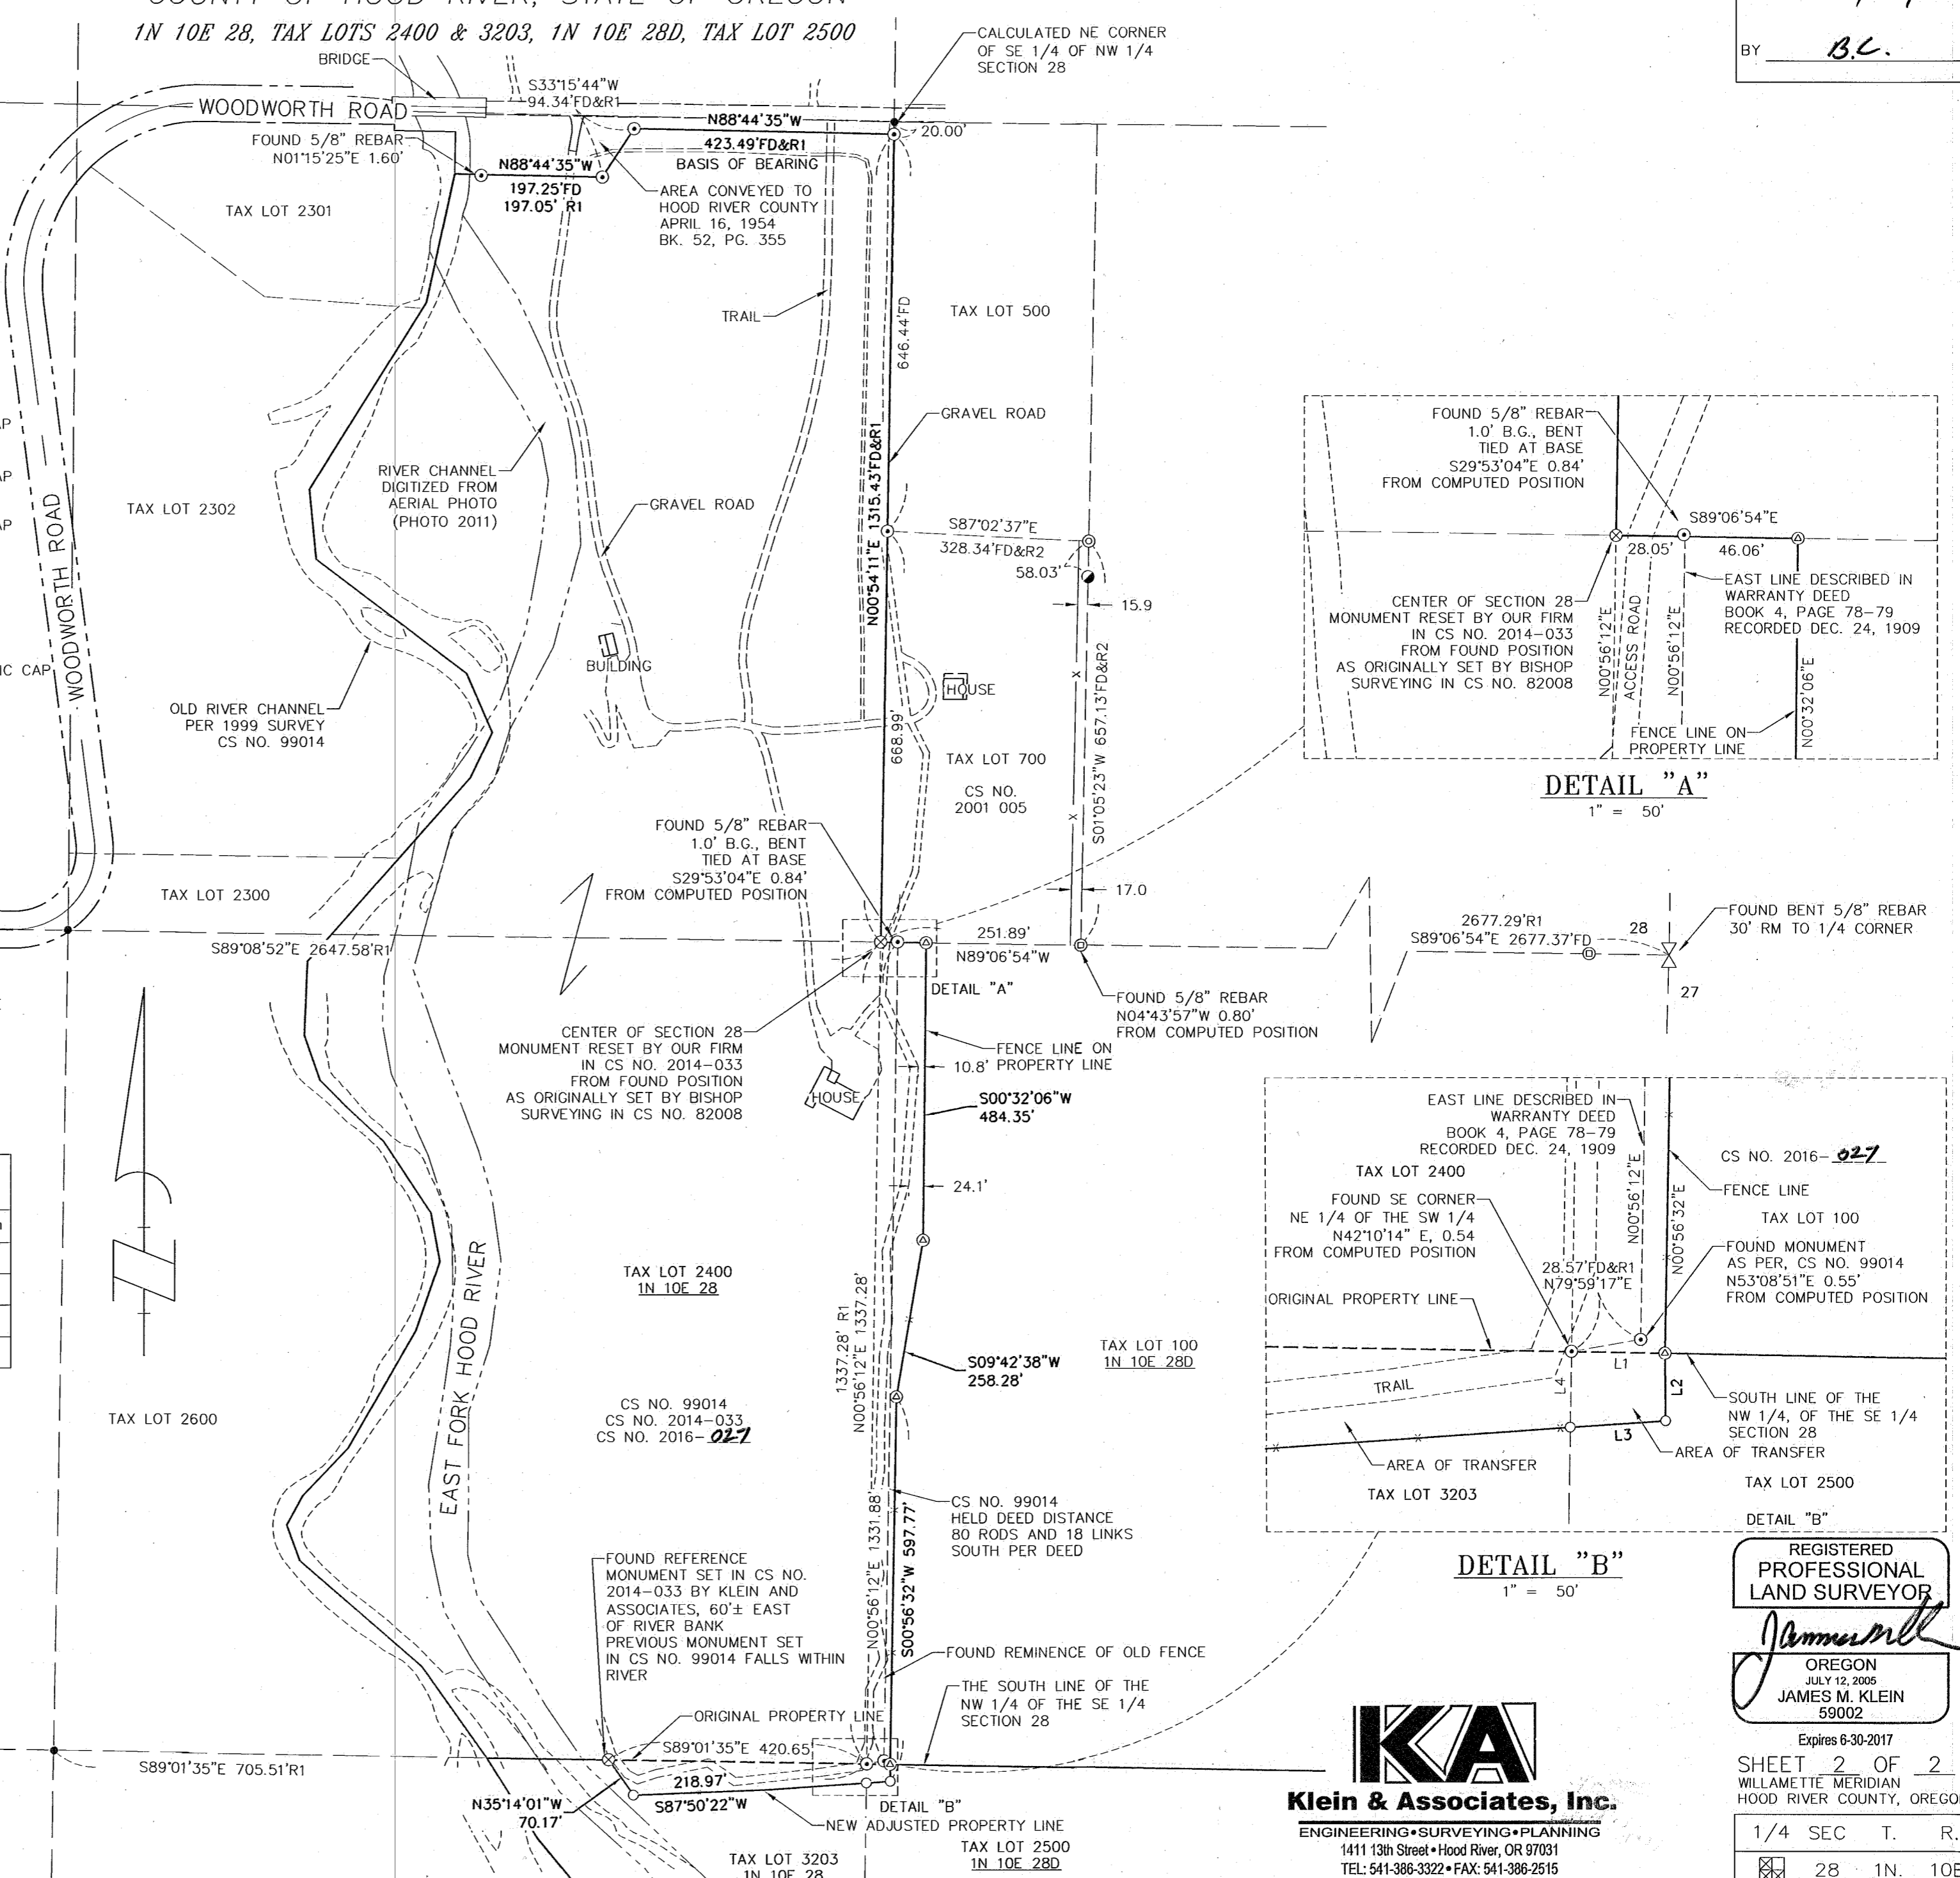 COUNTY OF HOOD RIVER, STATE OF OREGON
1N 10E 28, TAX LOTS 2400 & 3203, 1N 10E 28D, TAX LOT 2500
BY B.C.
CALCULATED NE CORNER
OF SE 1/4 OF NW 1/4
SECTION 28
BRIDGE
WOODWORTH ROAD
S33°15'44"W
94.34'FD&R1
N88°44'35"W
423.49'FD&R1
BASIS OF BEARING
20.00'
FOUND 5/8" REBAR
N01°15'25"E 1.60'
N88°44'35"W
197.25'FD
197.05' R1
AREA CONVEYED TO
HOOD RIVER COUNTY
APRIL 16, 1954
BK. 52, PG. 355
TAX LOT 2301
TRAIL
646.44'FD
TAX LOT 500
GRAVEL ROAD
N00°54'11"E 1315.43'FD&R1
RIVER CHANNEL
DIGITIZED FROM
AERIAL PHOTO
(PHOTO 2011)
GRAVEL ROAD
TAX LOT 2302
WOODWORTH ROAD
AP
AP
AP
IC CAP
S87°02'37"E
328.34'FD&R2
58.03'
15.9
BUILDING
HOUSE
OLD RIVER CHANNEL
PER 1999 SURVEY
CS NO. 99014
668.99'
S01°05'23"W 657.13'FD&R2
TAX LOT 700
CS NO.
2001 005
FOUND 5/8" REBAR
1.0' B.G., BENT
TIED AT BASE
S29°53'04"E 0.84'
FROM COMPUTED POSITION
17.0
TAX LOT 2300
S89°08'52"E 2647.58'R1
251.89'
N89°06'54"W
DETAIL "A"
FOUND 5/8" REBAR
N04°43'57"W 0.80'
FROM COMPUTED POSITION
2677.29'R1
S89°06'54"E 2677.37'FD
28
27
FOUND BENT 5/8" REBAR
30' RM TO 1/4 CORNER
FOUND 5/8" REBAR
1.0' B.G., BENT
TIED AT BASE
S29°53'04"E 0.84'
FROM COMPUTED POSITION
S89°06'54"E
28.05'
46.06'
CENTER OF SECTION 28
MONUMENT RESET BY OUR FIRM
IN CS NO. 2014-033
FROM FOUND POSITION
AS ORIGINALLY SET BY BISHOP
SURVEYING IN CS NO. 82008
N00°56'12"E
ACCESS ROAD
N00°56'12"E
EAST LINE DESCRIBED IN
WARRANTY DEED
BOOK 4, PAGE 78-79
RECORDED DEC. 24, 1909
N00°32'06"E
FENCE LINE ON
PROPERTY LINE
DETAIL "A"
1" = 50'
CENTER OF SECTION 28
MONUMENT RESET BY OUR FIRM
IN CS NO. 2014-033
FROM FOUND POSITION
AS ORIGINALLY SET BY BISHOP
SURVEYING IN CS NO. 82008
HOUSE
FENCE LINE ON
PROPERTY LINE
10.8'
S00°32'06"W
484.35'
24.1'
TAX LOT 2400
1N 10E 28
EAST FORK HOOD RIVER
1337.28' R1
N00°56'12"E 1337.28'
S09°42'38"W
258.28'
TAX LOT 100
1N 10E 28D
CS NO. 99014
CS NO. 2014-033
CS NO. 2016-027
TAX LOT 2600
N00°56'12"E 1331.88'
S00°56'32"W 597.77'
CS NO. 99014
HELD DEED DISTANCE
80 RODS AND 18 LINKS
SOUTH PER DEED
FOUND REFERENCE
MONUMENT SET IN CS NO.
2014-033 BY KLEIN AND
ASSOCIATES, 60'± EAST
OF RIVER BANK
PREVIOUS MONUMENT SET
IN CS NO. 99014 FALLS WITHIN
RIVER
FOUND REMINENCE OF OLD FENCE
THE SOUTH LINE OF THE
NW 1/4 OF THE SE 1/4
SECTION 28
ORIGINAL PROPERTY LINE
S89°01'35"E 420.65
S89°01'35"E 705.51'R1
218.97'
S87°50'22"W
N35°14'01"W
70.17'
DETAIL "B"
NEW ADJUSTED PROPERTY LINE
TAX LOT 2500
1N 10E 28D
TAX LOT 3203
1N 10E 28
EAST LINE DESCRIBED IN
WARRANTY DEED
BOOK 4, PAGE 78-79
RECORDED DEC. 24, 1909
TAX LOT 2400
FOUND SE CORNER
NE 1/4 OF THE SW 1/4
N42°10'14" E, 0.54
FROM COMPUTED POSITION
N00°56'12"E
N00°56'32"E
CS NO. 2016-027
FENCE LINE
TAX LOT 100
28.57'FD&R1
N79°59'17"E
FOUND MONUMENT
AS PER, CS NO. 99014
N53°08'51"E 0.55'
FROM COMPUTED POSITION
ORIGINAL PROPERTY LINE
L1
L2
L3
L4
TRAIL
SOUTH LINE OF THE
NW 1/4, OF THE SE 1/4
SECTION 28
AREA OF TRANSFER
AREA OF TRANSFER
TAX LOT 3203
TAX LOT 2500
DETAIL "B"
DETAIL "B"
1" = 50'
REGISTERED
PROFESSIONAL
LAND SURVEYOR
OREGON
JULY 12, 2005
JAMES M. KLEIN
59002
Expires 6-30-2017
SHEET 2 OF 2
WILLAMETTE MERIDIAN
HOOD RIVER COUNTY, OREGO
1/4 SEC T. R.
28 1N. 10E
KA
Klein & Associates, Inc.
ENGINEERING•SURVEYING•PLANNING
1411 13th Street • Hood River, OR 97031
TEL: 541-386-3322 • FAX: 541-386-2515